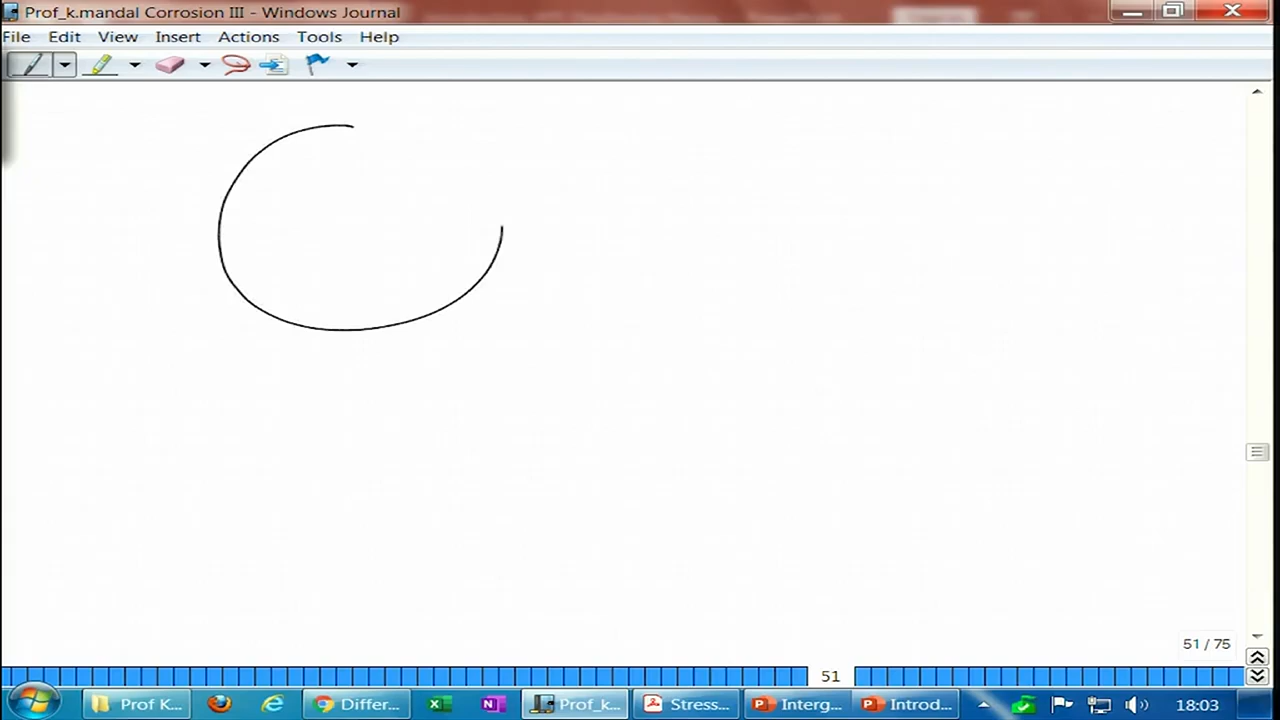 Prof_k.mandal Corrosion III - Windows Journal
File Edit View Insert Actions Tools Help
51 / 75
51
Prof K... Differ... Prof_k... Stress... Interg... Introd... 18:03